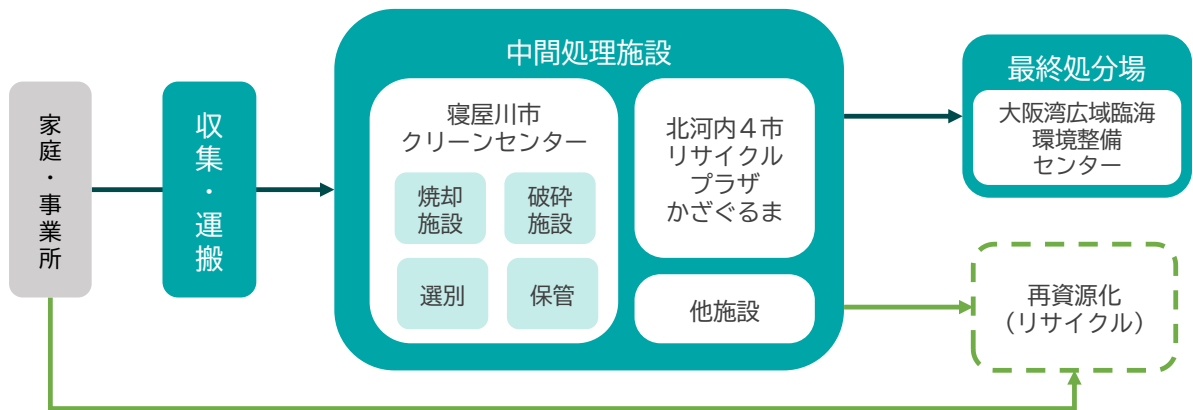 家庭・事業所
収集・運搬
中間処理施設
寝屋川市
クリーンセンター
焼却
施設
破砕
施設
選別
保管
北河内４市
リサイクル
プラザ
かざぐるま
他施設
最終処分場
大阪湾広域臨海
環境整備
センター
再資源化
（リサイクル）